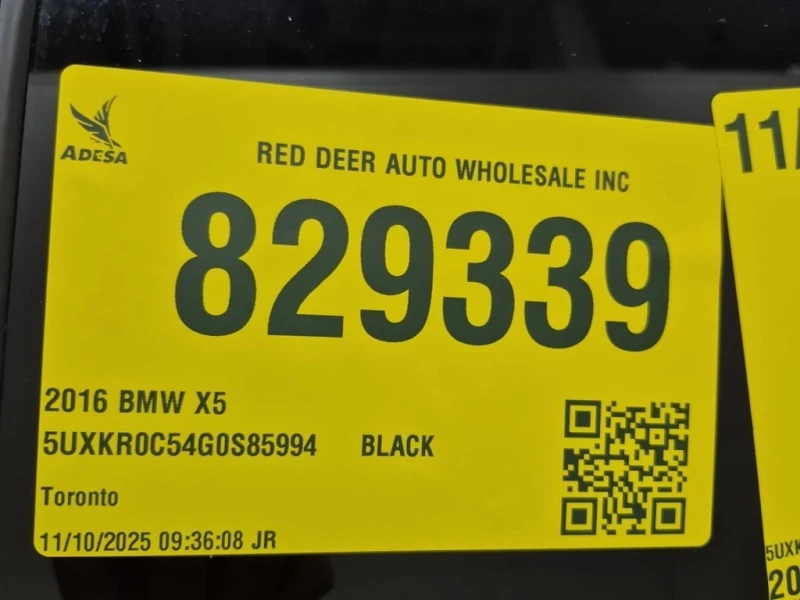 ADESA
RED DEER AUTO WHOLESALE INC
829339
2016 BMW X5
5UXKR0C54G0S85994 BLACK
Toronto
11/10/2025 09:36:08 JR
11/
5UXK
20